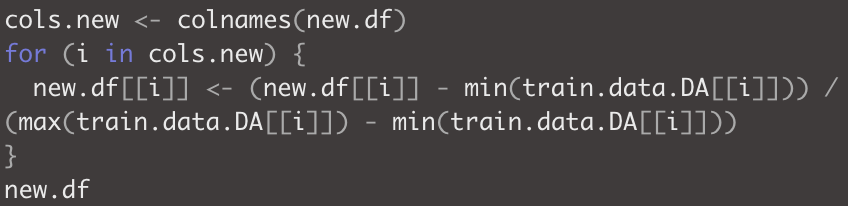 cols.new <- colnames(new.df)
for (i in cols.new) {
  new.df[[i]] <- (new.df[[i]] - min(train.data.DA[[i]])) /
(max(train.data.DA[[i]]) - min(train.data.DA[[i]]))
}
new.df